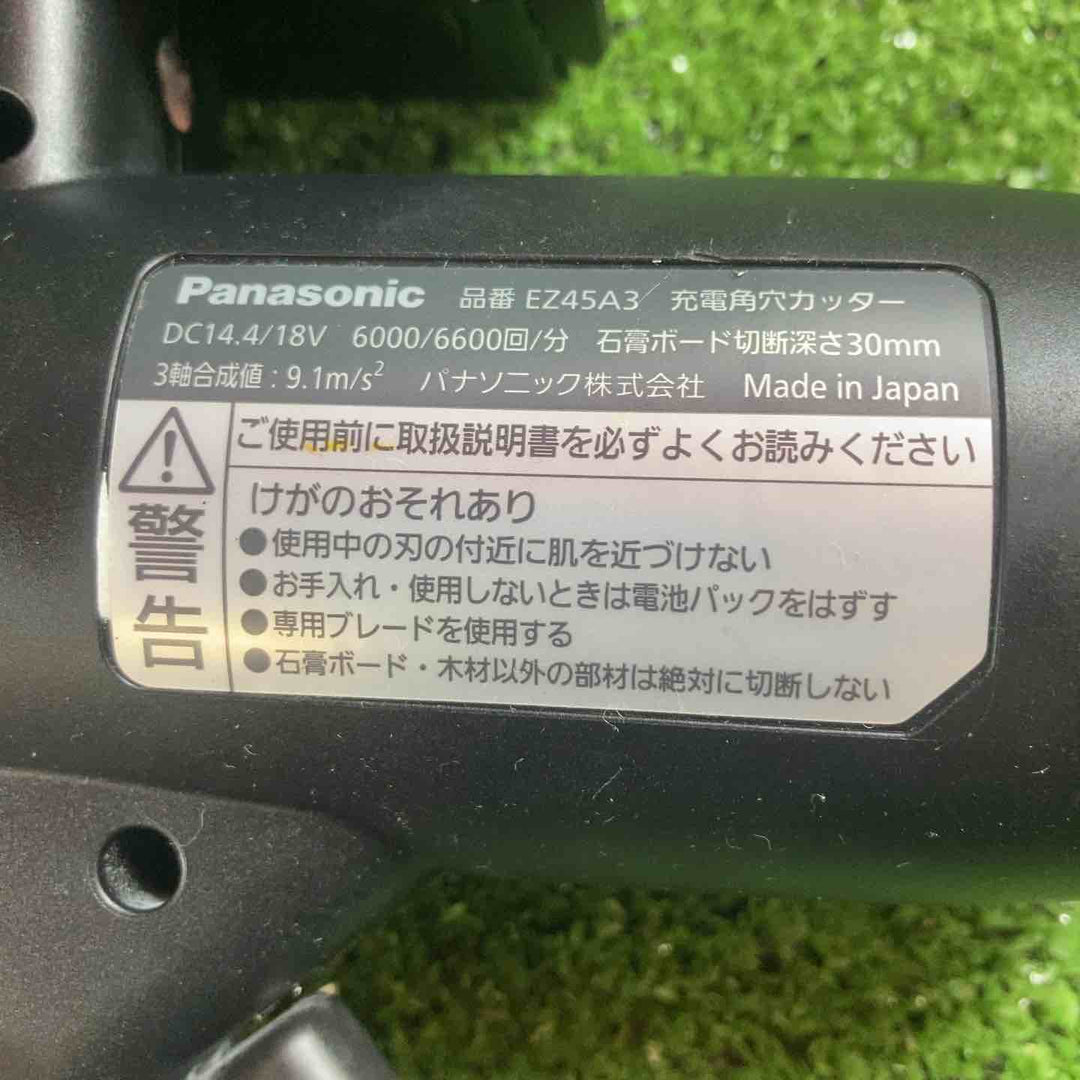 Panasonic 品番 EZ45A3 充電角穴カッター
DC14.4/18V 6000/6600回/分 石膏ボード切断深さ30mm
3軸合成値：9.1m/s² パナソニック株式会社 Made in Japan
ご使用前に取扱説明書を必ずよくお読みください
警告
けがのおそれあり
●使用中の刃の付近に肌を近づけない
●お手入れ・使用しないときは電池パックをはずす
●専用ブレードを使用する
●石膏ボード・木材以外の部材は絶対に切断しない